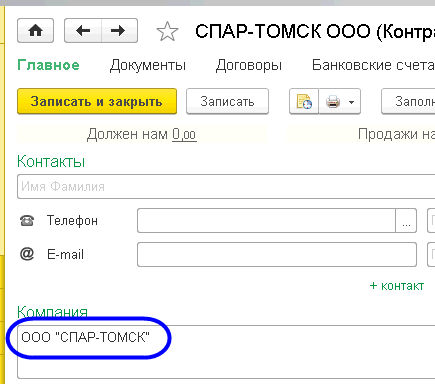 СПАР-ТОМСК ООО (Контра
Главное Документы Договоры Банковские счета
Записать и закрыть Записать Заполн
Должен нам 0,00 Продажи на
Контакты
Имя Фамилия
Телефон ...
E-mail
+ контакт
Компания
ООО "СПАР-ТОМСК"